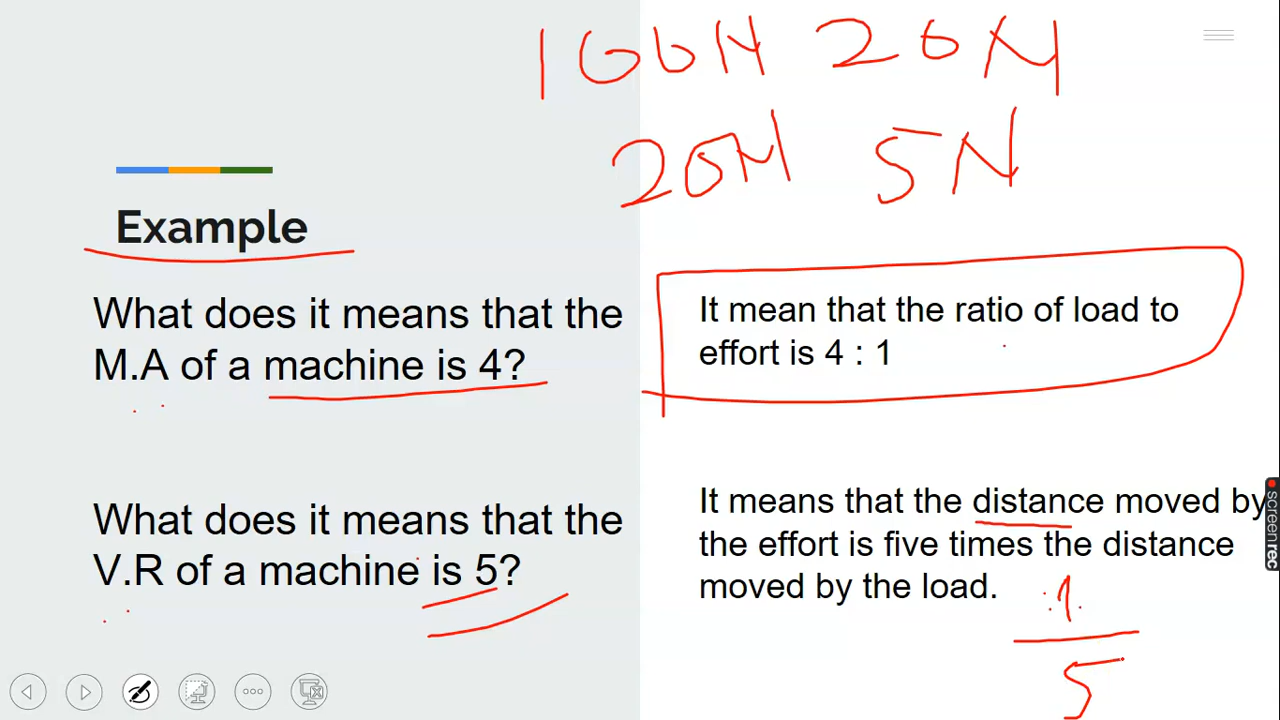 100N 20N
20N 5N
Example
What does it means that the
M.A of a machine is 4?
It mean that the ratio of load to
effort is 4 : 1
What does it means that the
V.R of a machine is 5?
It means that the distance moved by
the effort is five times the distance
moved by the load.
1
5
screenrec